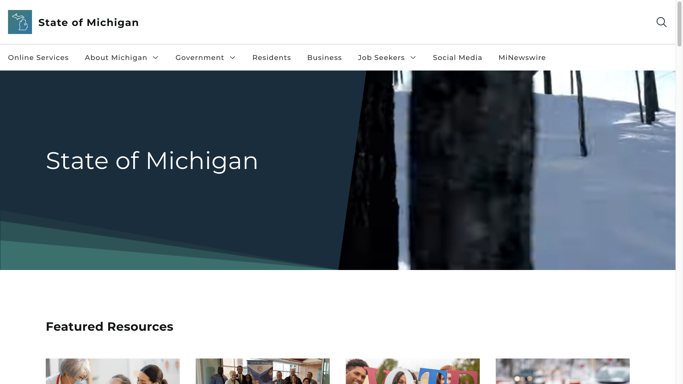 State of Michigan
Online Services About Michigan Government Residents Business Job Seekers Social Media MiNewswire
State of Michigan
Featured Resources
VOTE